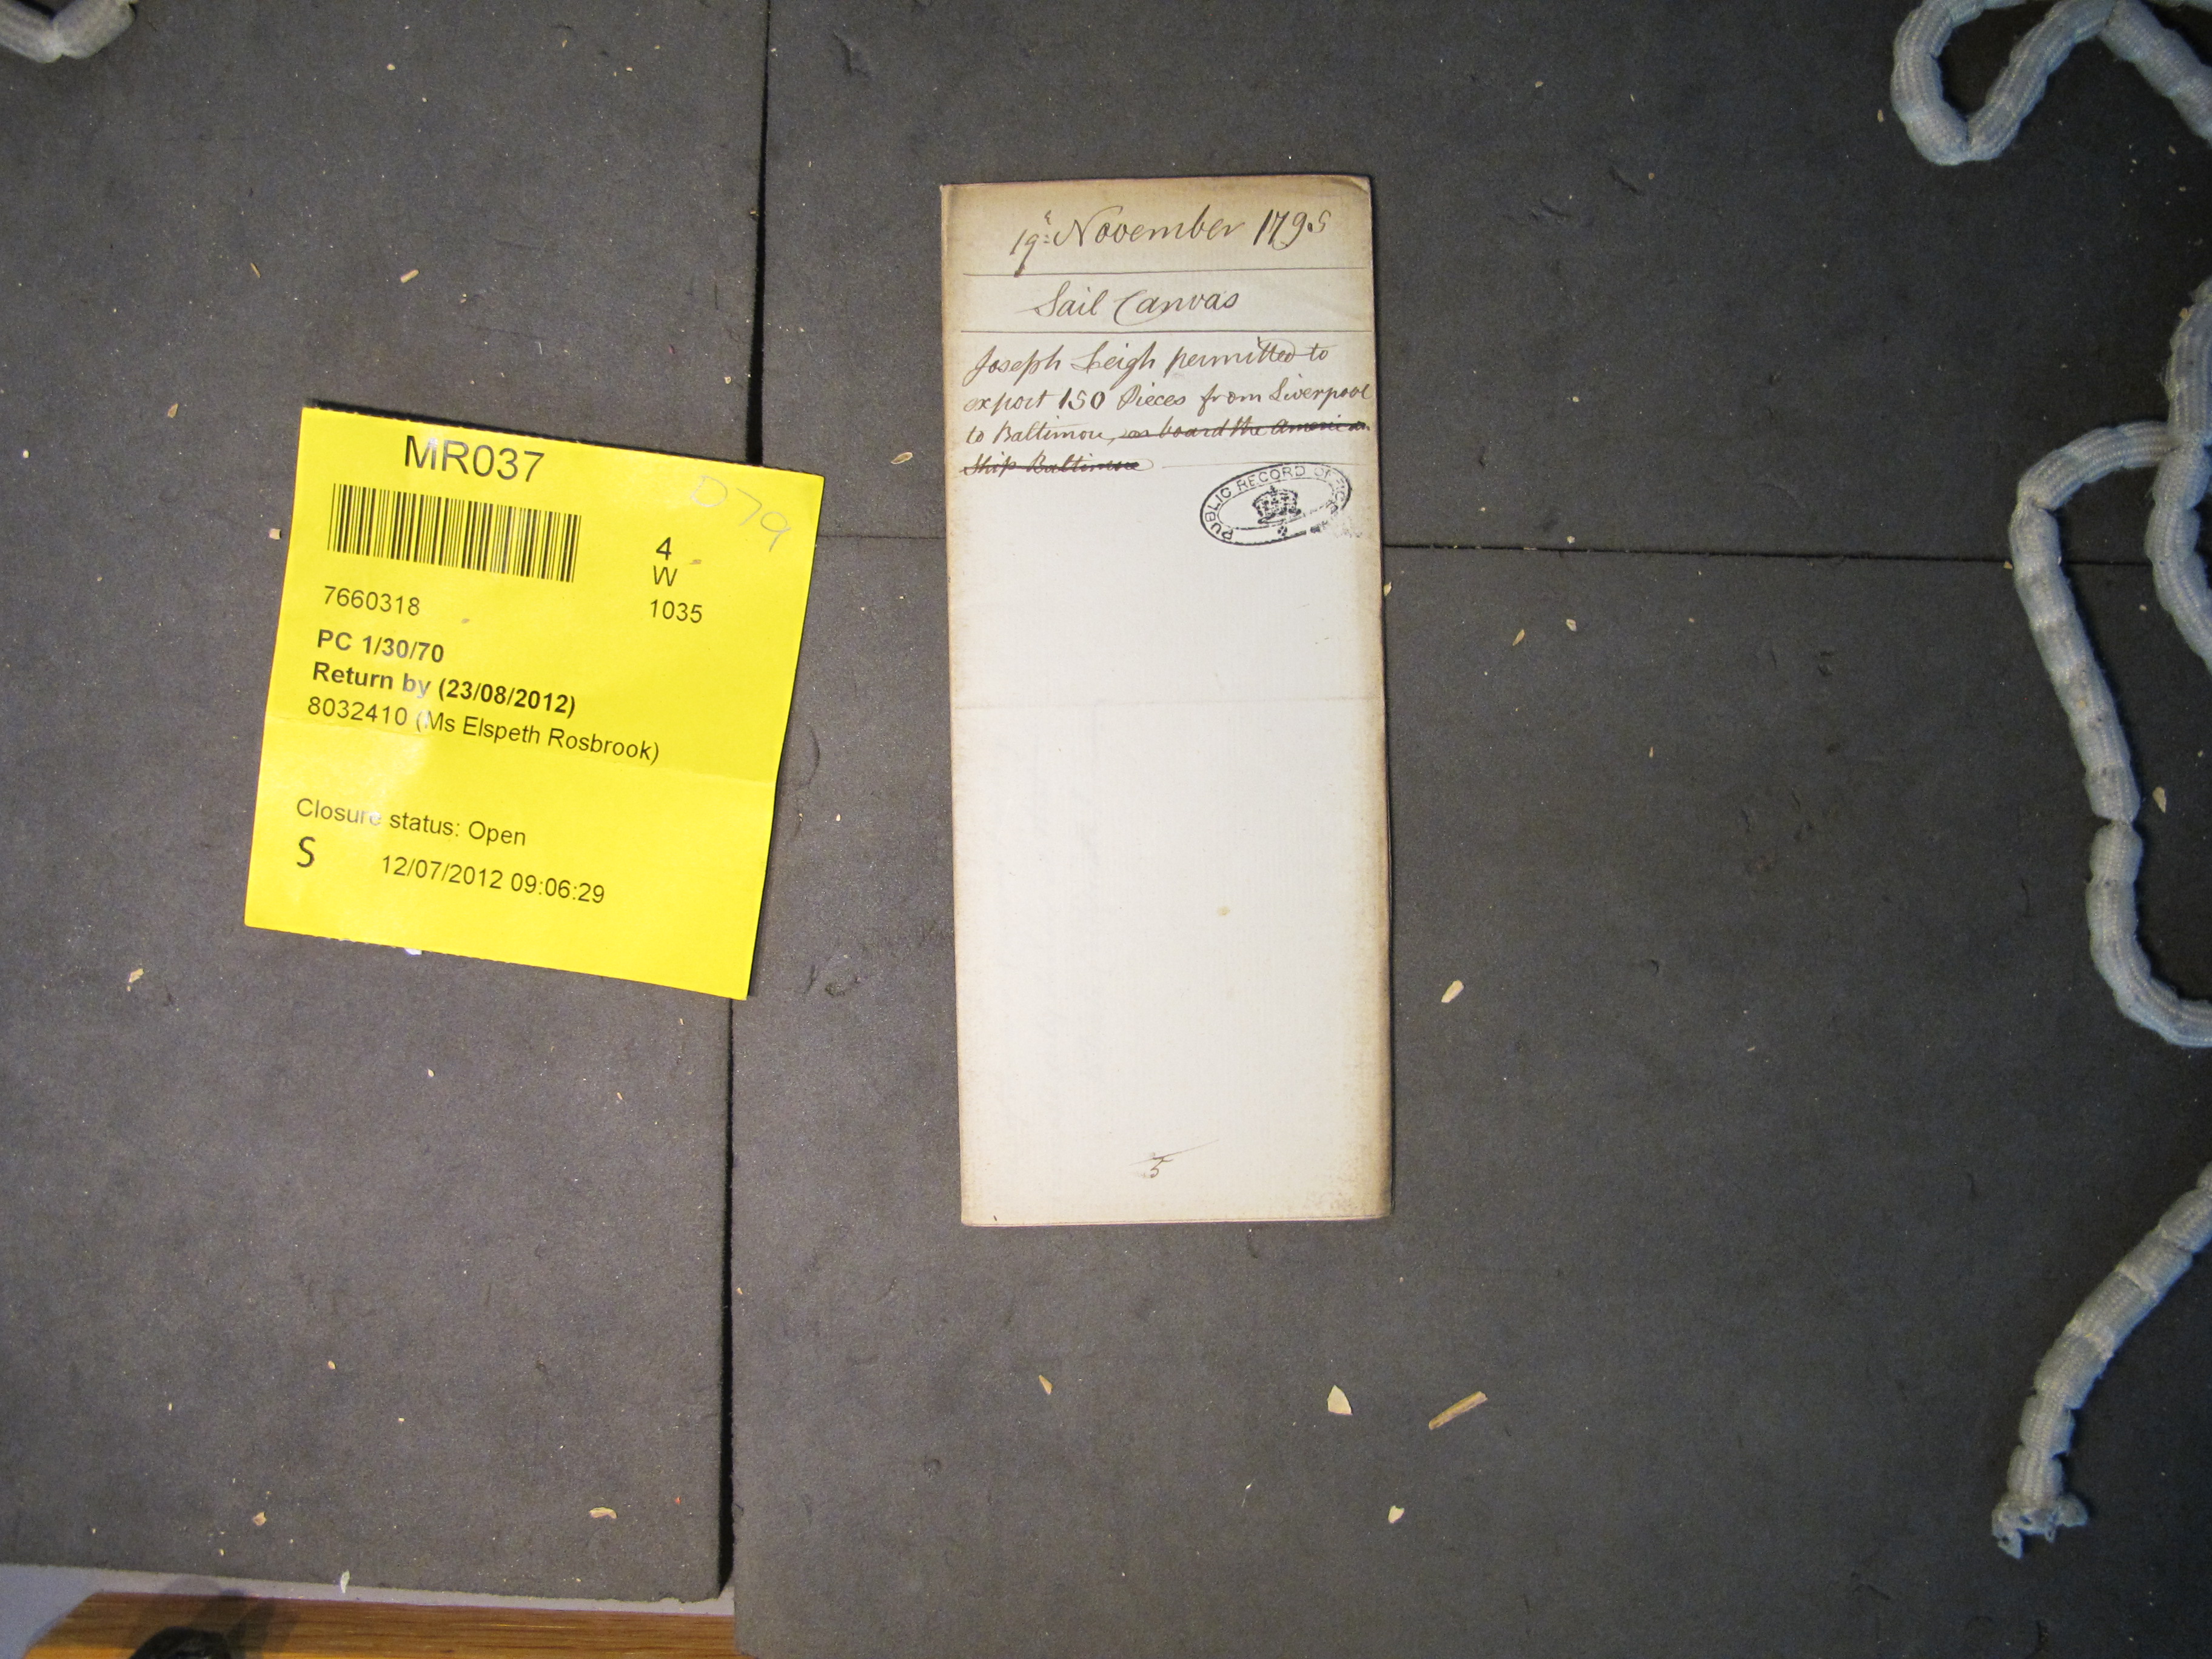 MR037
D79
4
W
1035
7660318
PC 1/30/70
Return by (23/08/2012)
8032410 (Ms Elspeth Rosbrook)
Closure status: Open
S 12/07/2012 09:06:29
19th November 1795
Sail Canvas
Joseph Leigh permitted to
export 150 Pieces from Liverpool
to Baltimore, on board the American
Ship Baltimore
PUBLIC RECORD OFFICE
5